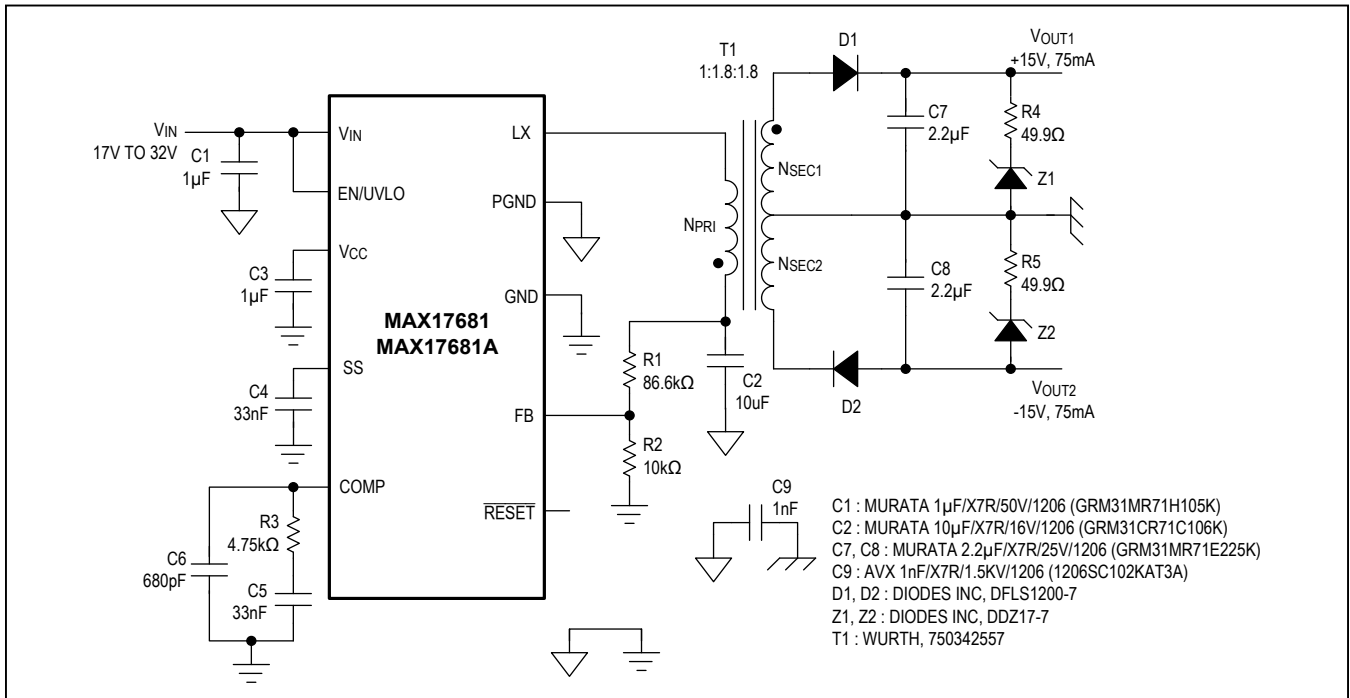 T1
1:1.8:1.8
D1
VOUT1
+15V, 75mA
VIN
17V TO 32V
C1
1µF
VIN
EN/UVLO
VCC
C3
1µF
SS
C4
33nF
COMP
R3
4.75kΩ
C6
680pF
C5
33nF
MAX17681
MAX17681A
LX
PGND
GND
FB
RESET
NPRI
NSEC1
NSEC2
C7
2.2µF
R4
49.9Ω
Z1
C8
2.2µF
R5
49.9Ω
Z2
R1
86.6kΩ
C2
10uF
R2
10kΩ
D2
VOUT2
-15V, 75mA
C9
1nF
C1 : MURATA 1µF/X7R/50V/1206 (GRM31MR71H105K)
C2 : MURATA 10µF/X7R/16V/1206 (GRM31CR71C106K)
C7, C8 : MURATA 2.2µF/X7R/25V/1206 (GRM31MR71E225K)
C9 : AVX 1nF/X7R/1.5KV/1206 (1206SC102KAT3A)
D1, D2 : DIODES INC, DFLS1200-7
Z1, Z2 : DIODES INC, DDZ17-7
T1 : WURTH, 750342557